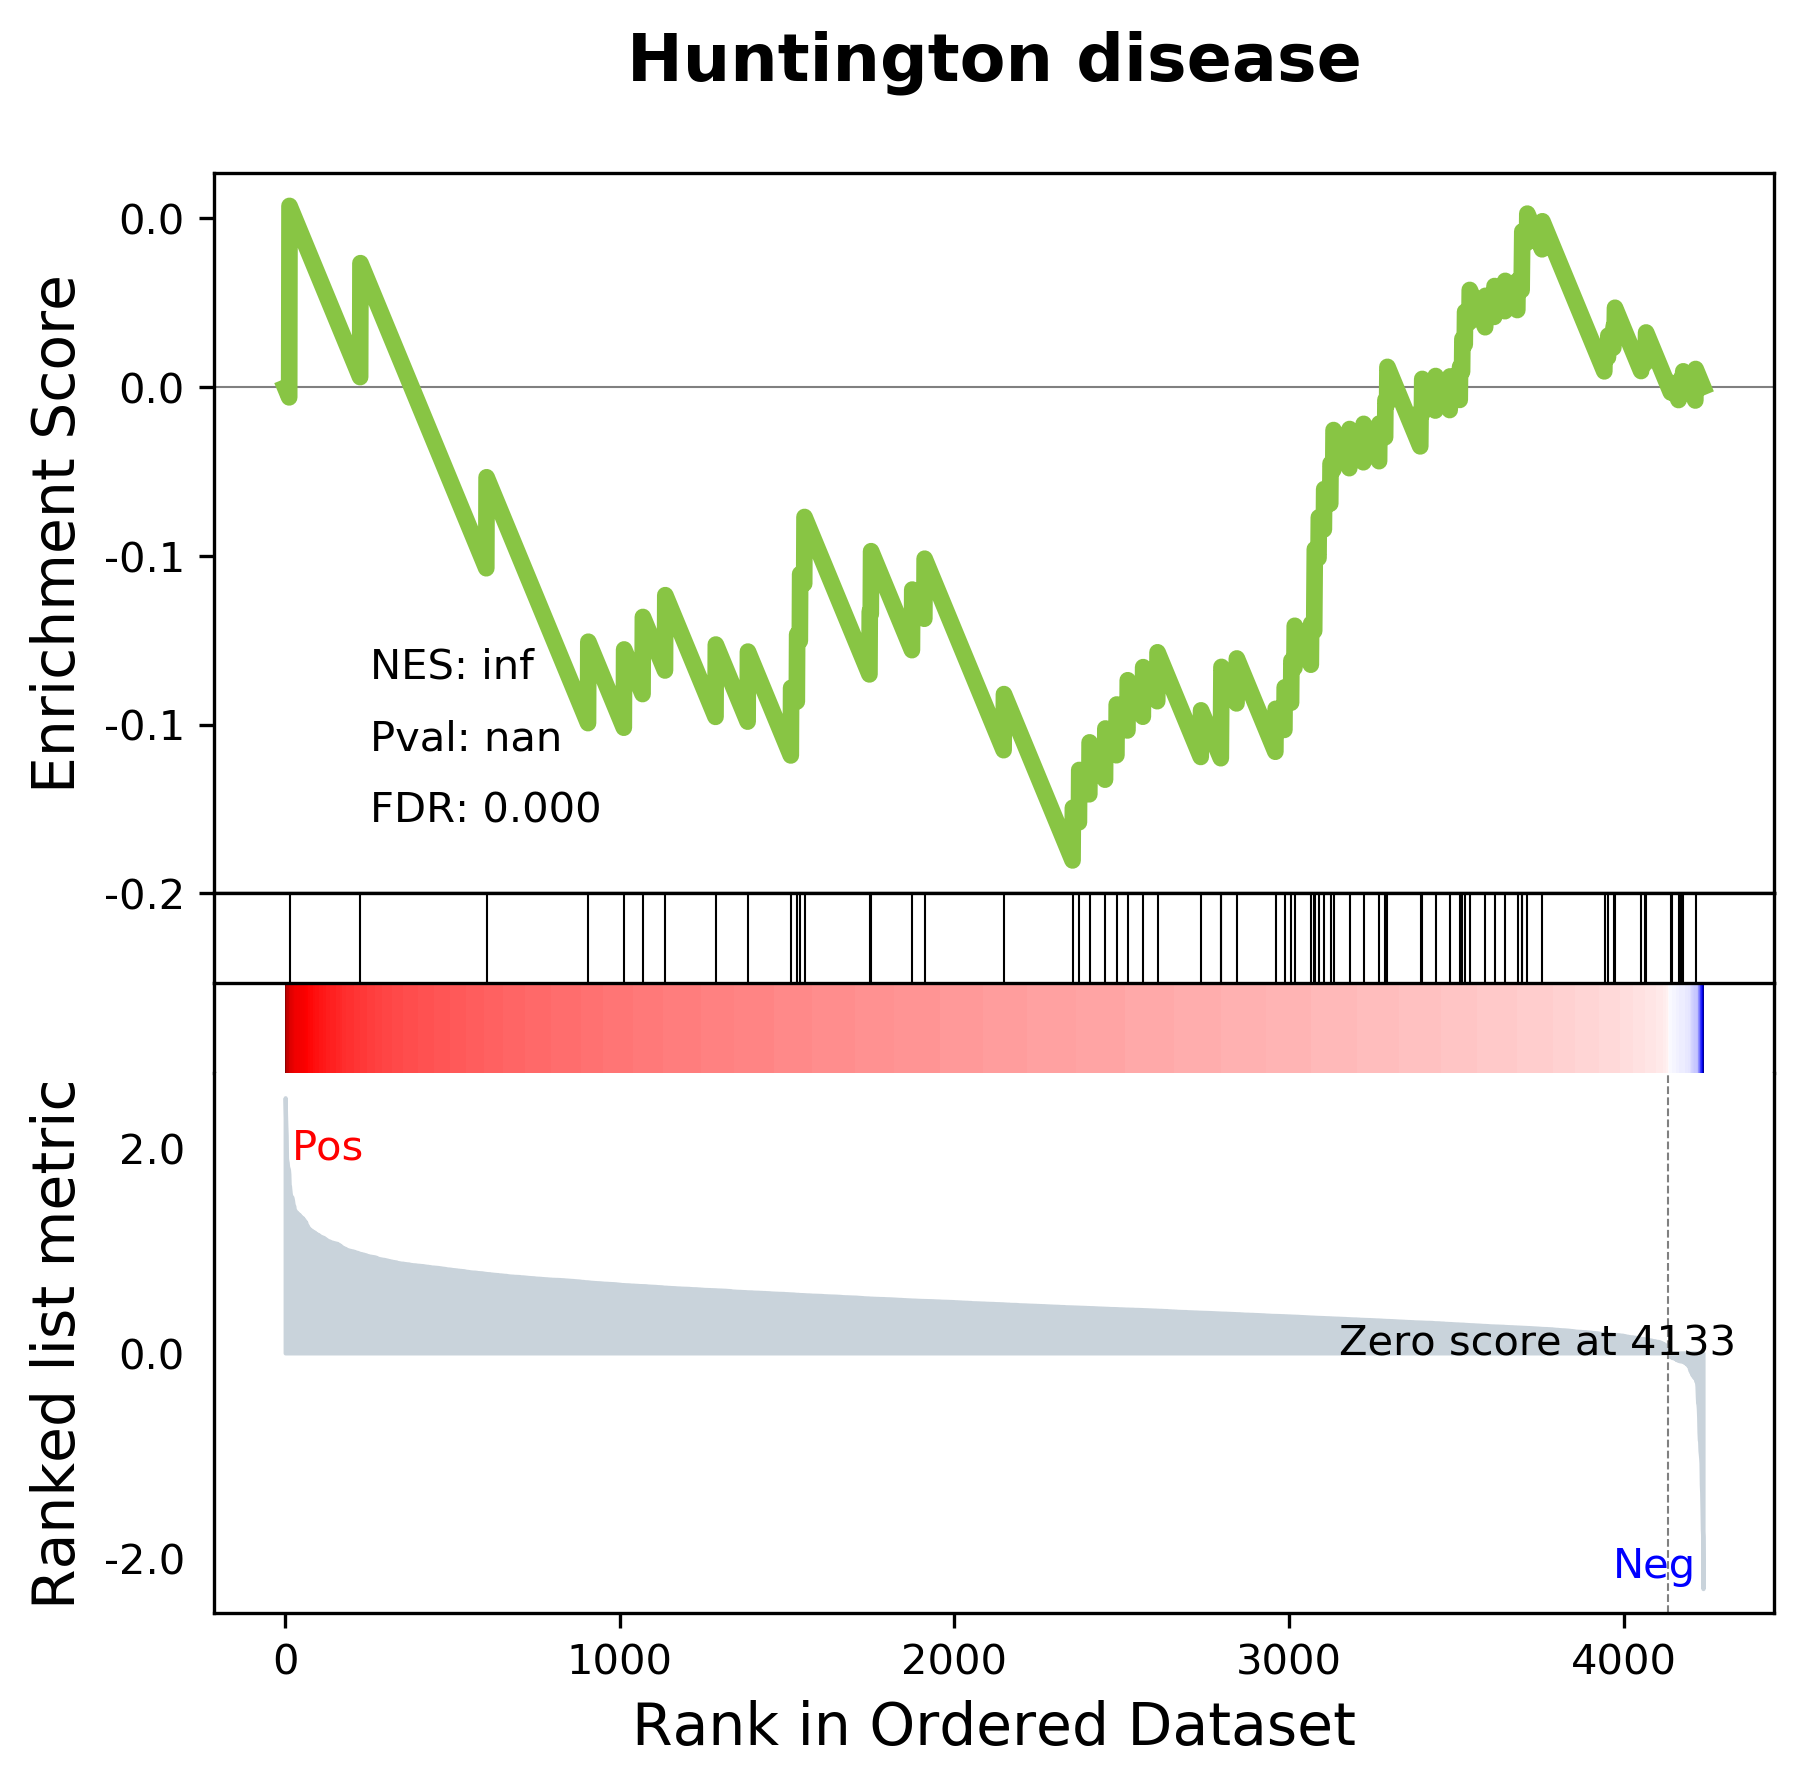 Huntington disease
Enrichment Score
0.0
0.0
-0.1
-0.1
-0.2
NES: inf
Pval: nan
FDR: 0.000
Ranked list metric
2.0
0.0
-2.0
Pos
Zero score at 4133
Neg
0 1000 2000 3000 4000
Rank in Ordered Dataset